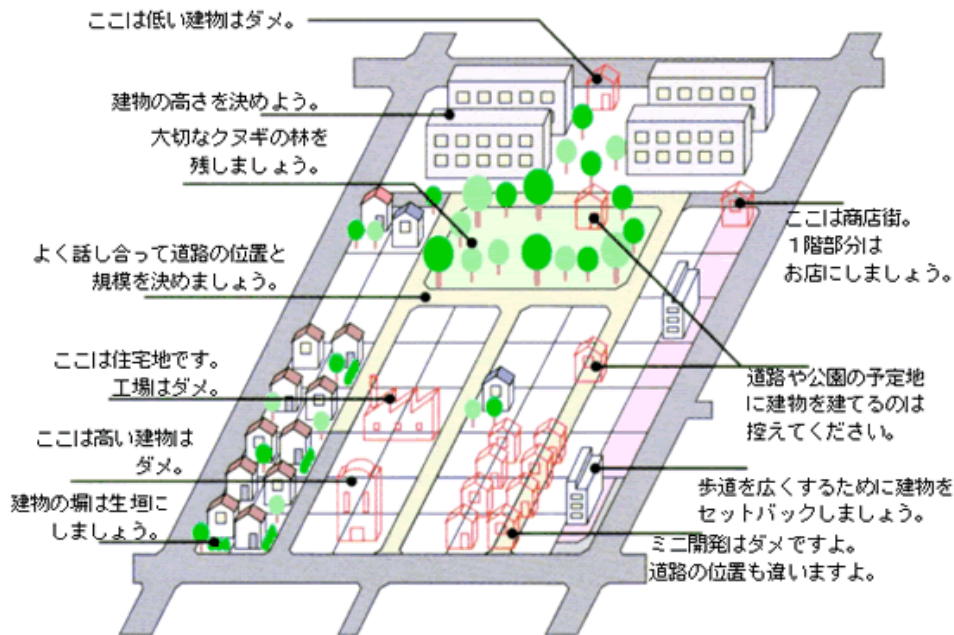 ここは低い建物はダメ。
建物の高さを決めよう。
大切なクヌギの林を
残しましょう。
よく話し合って道路の位置と
規模を決めましょう。
ここは住宅地です。
工場はダメ。
ここは高い建物は
ダメ。
建物の塀は生垣に
しましょう。
ここは商店街。
1階部分は
お店にしましょう。
道路や公園の予定地
に建物を建てるのは
控えてください。
歩道を広くするために建物を
セットバックしましょう。
ミニ開発はダメですよ。
道路の位置も違いますよ。